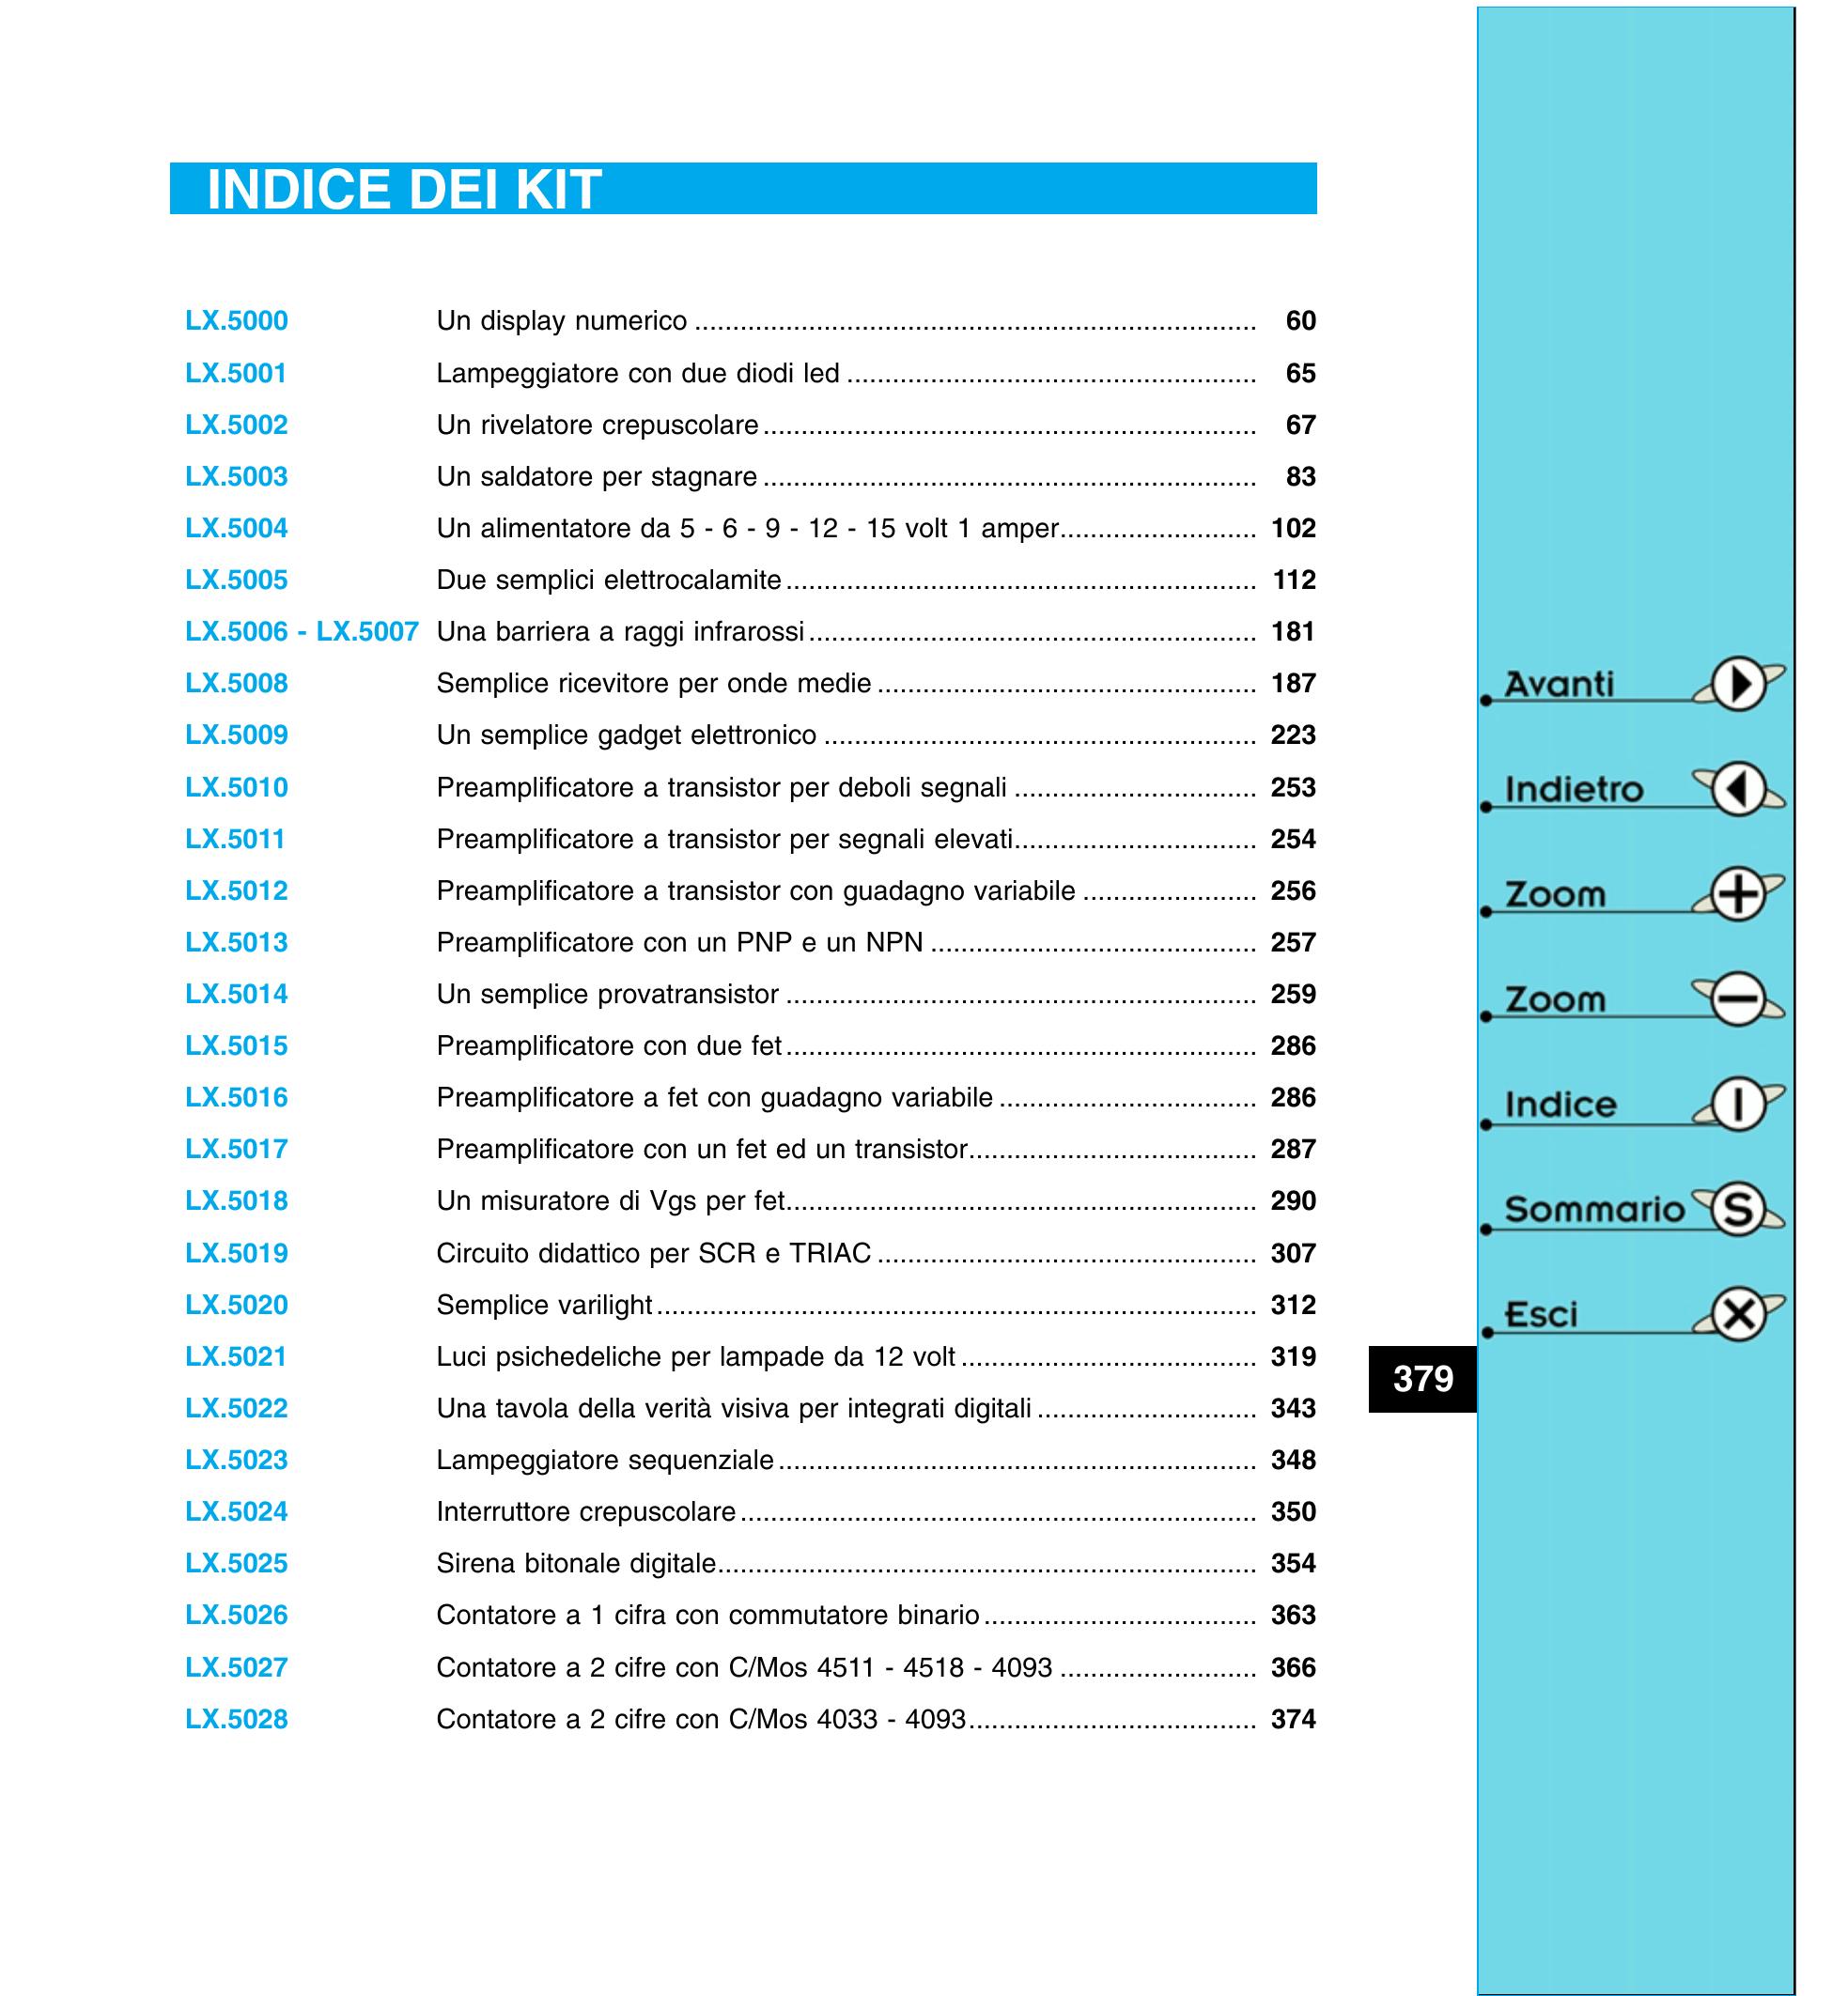 INDICE DEI KIT
LX.5000 Un display numerico .......................................................................... 60
LX.5001 Lampeggiatore con due diodi led ...................................................... 65
LX.5002 Un rivelatore crepuscolare ................................................................. 67
LX.5003 Un saldatore per stagnare ................................................................. 83
LX.5004 Un alimentatore da 5 - 6 - 9 - 12 - 15 volt 1 amper.......................... 102
LX.5005 Due semplici elettrocalamite .............................................................. 112
LX.5006 - LX.5007 Una barriera a raggi infrarossi ........................................................... 181
LX.5008 Semplice ricevitore per onde medie .................................................. 187
LX.5009 Un semplice gadget elettronico ......................................................... 223
LX.5010 Preamplificatore a transistor per deboli segnali ................................ 253
LX.5011 Preamplificatore a transistor per segnali elevati................................ 254
LX.5012 Preamplificatore a transistor con guadagno variabile ....................... 256
LX.5013 Preamplificatore con un PNP e un NPN ........................................... 257
LX.5014 Un semplice provatransistor .............................................................. 259
LX.5015 Preamplificatore con due fet .............................................................. 286
LX.5016 Preamplificatore a fet con guadagno variabile .................................. 286
LX.5017 Preamplificatore con un fet ed un transistor...................................... 287
LX.5018 Un misuratore di Vgs per fet.............................................................. 290
LX.5019 Circuito didattico per SCR e TRIAC .................................................. 307
LX.5020 Semplice varilight ............................................................................... 312
LX.5021 Luci psichedeliche per lampade da 12 volt ....................................... 319
LX.5022 Una tavola della verità visiva per integrati digitali ............................. 343
LX.5023 Lampeggiatore sequenziale ............................................................... 348
LX.5024 Interruttore crepuscolare .................................................................... 350
LX.5025 Sirena bitonale digitale....................................................................... 354
LX.5026 Contatore a 1 cifra con commutatore binario .................................... 363
LX.5027 Contatore a 2 cifre con C/Mos 4511 - 4518 - 4093 .......................... 366
LX.5028 Contatore a 2 cifre con C/Mos 4033 - 4093...................................... 374
379
Avanti
Indietro
Zoom +
Zoom −
Indice I
Sommario S
Esci X